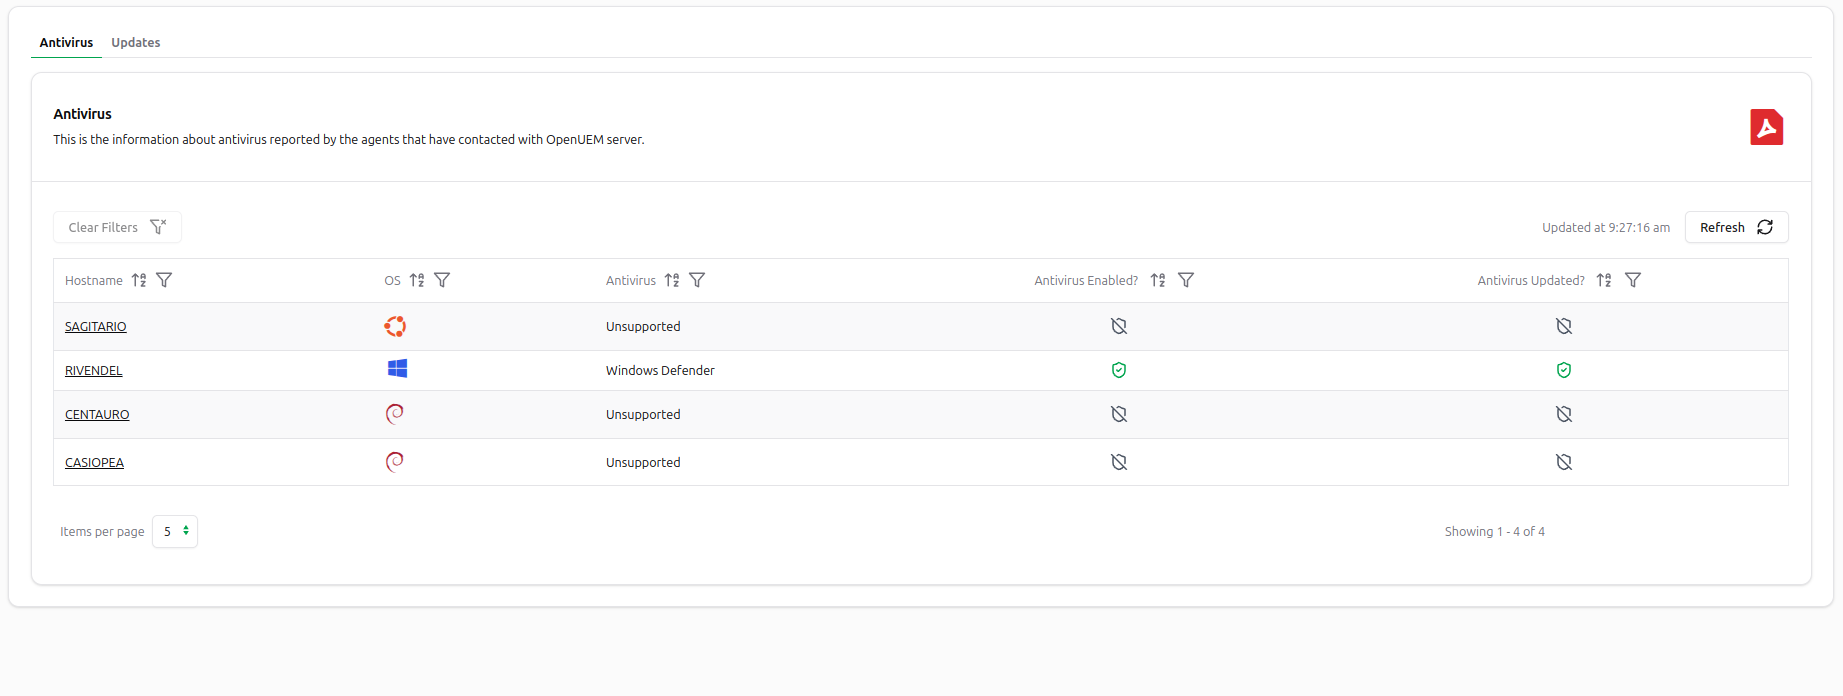 Antivirus Updates
Antivirus
This is the information about antivirus reported by the agents that have contacted with OpenUEM server.
Clear Filters Updated at 9:27:16 am Refresh
Hostname OS Antivirus Antivirus Enabled? Antivirus Updated?
SAGITARIO Unsupported
RIVENDEL Windows Defender
CENTAURO Unsupported
CASIOPEA Unsupported
Items per page 5 Showing 1 - 4 of 4